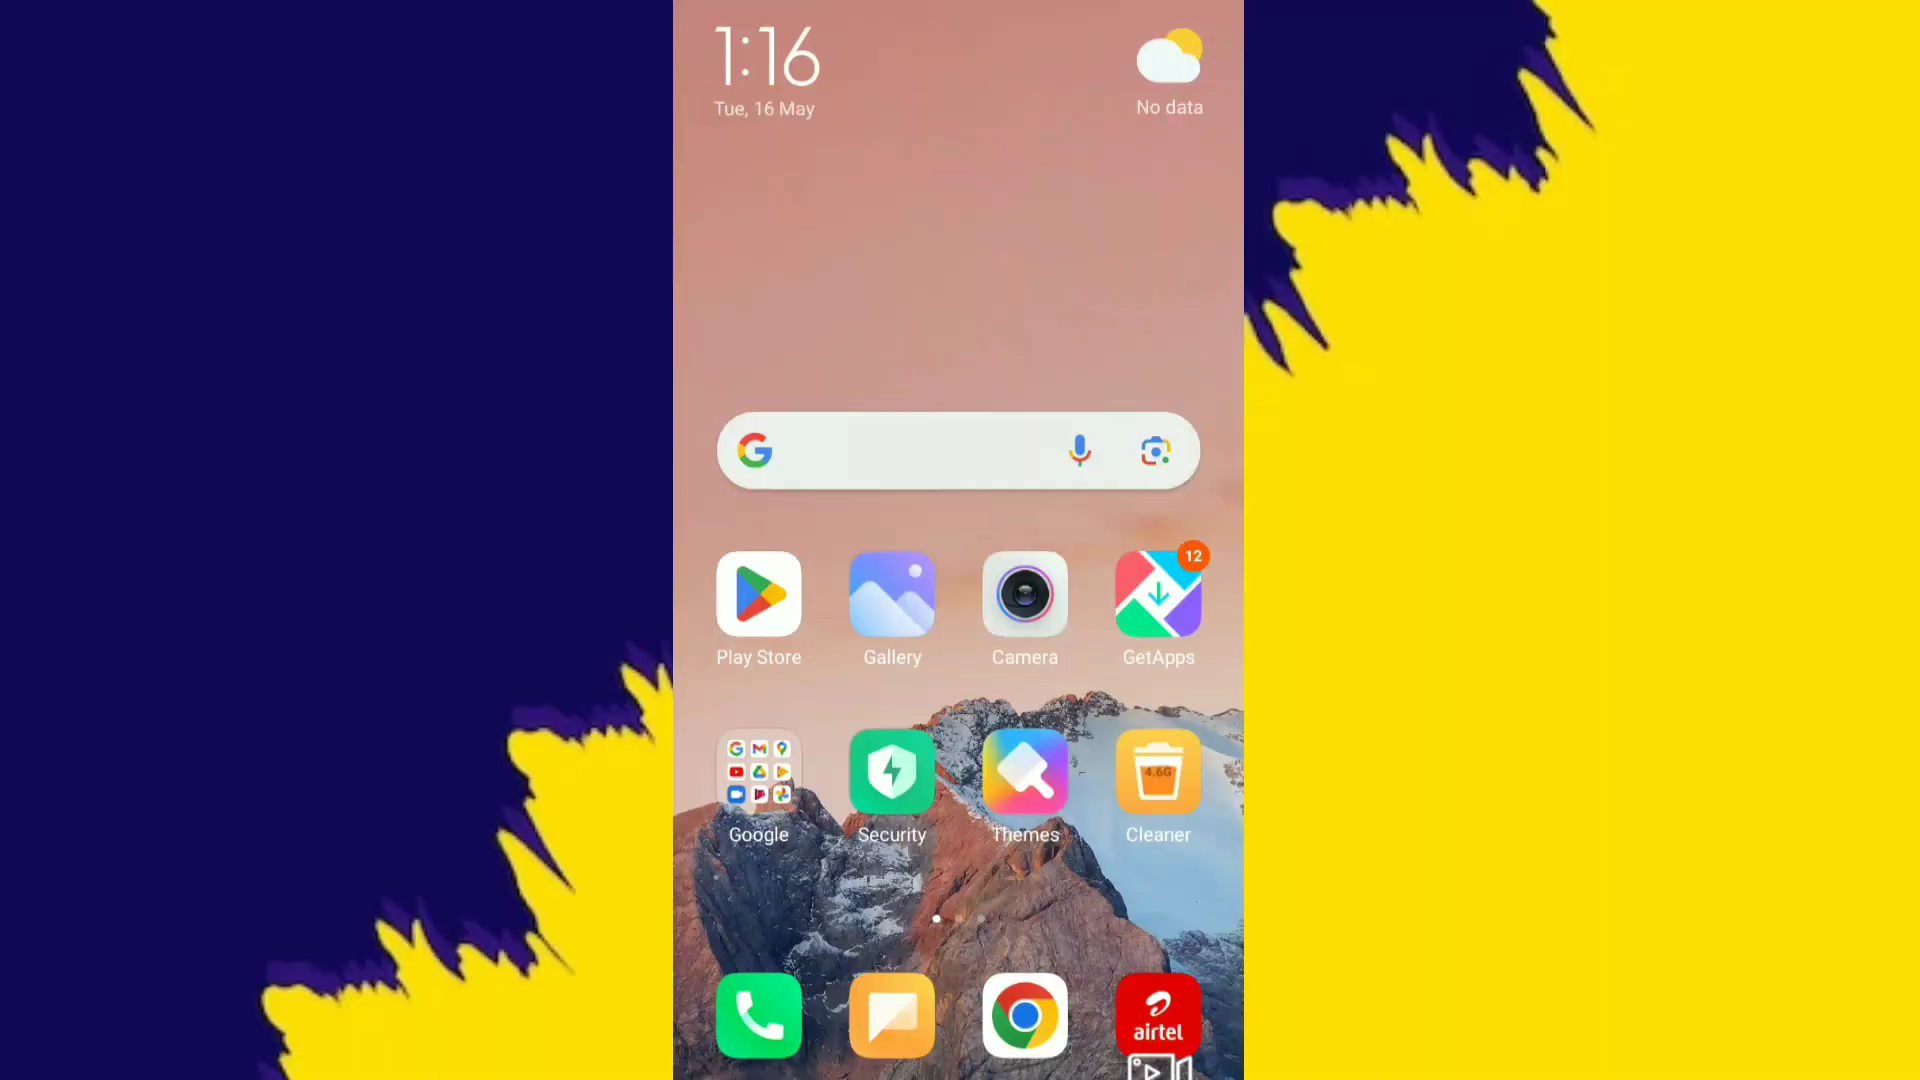 1:16
Tue, 16 May
No data
12
Play Store
Gallery
Camera
GetApps
4.6G
Google
Security
Themes
Cleaner
airtel